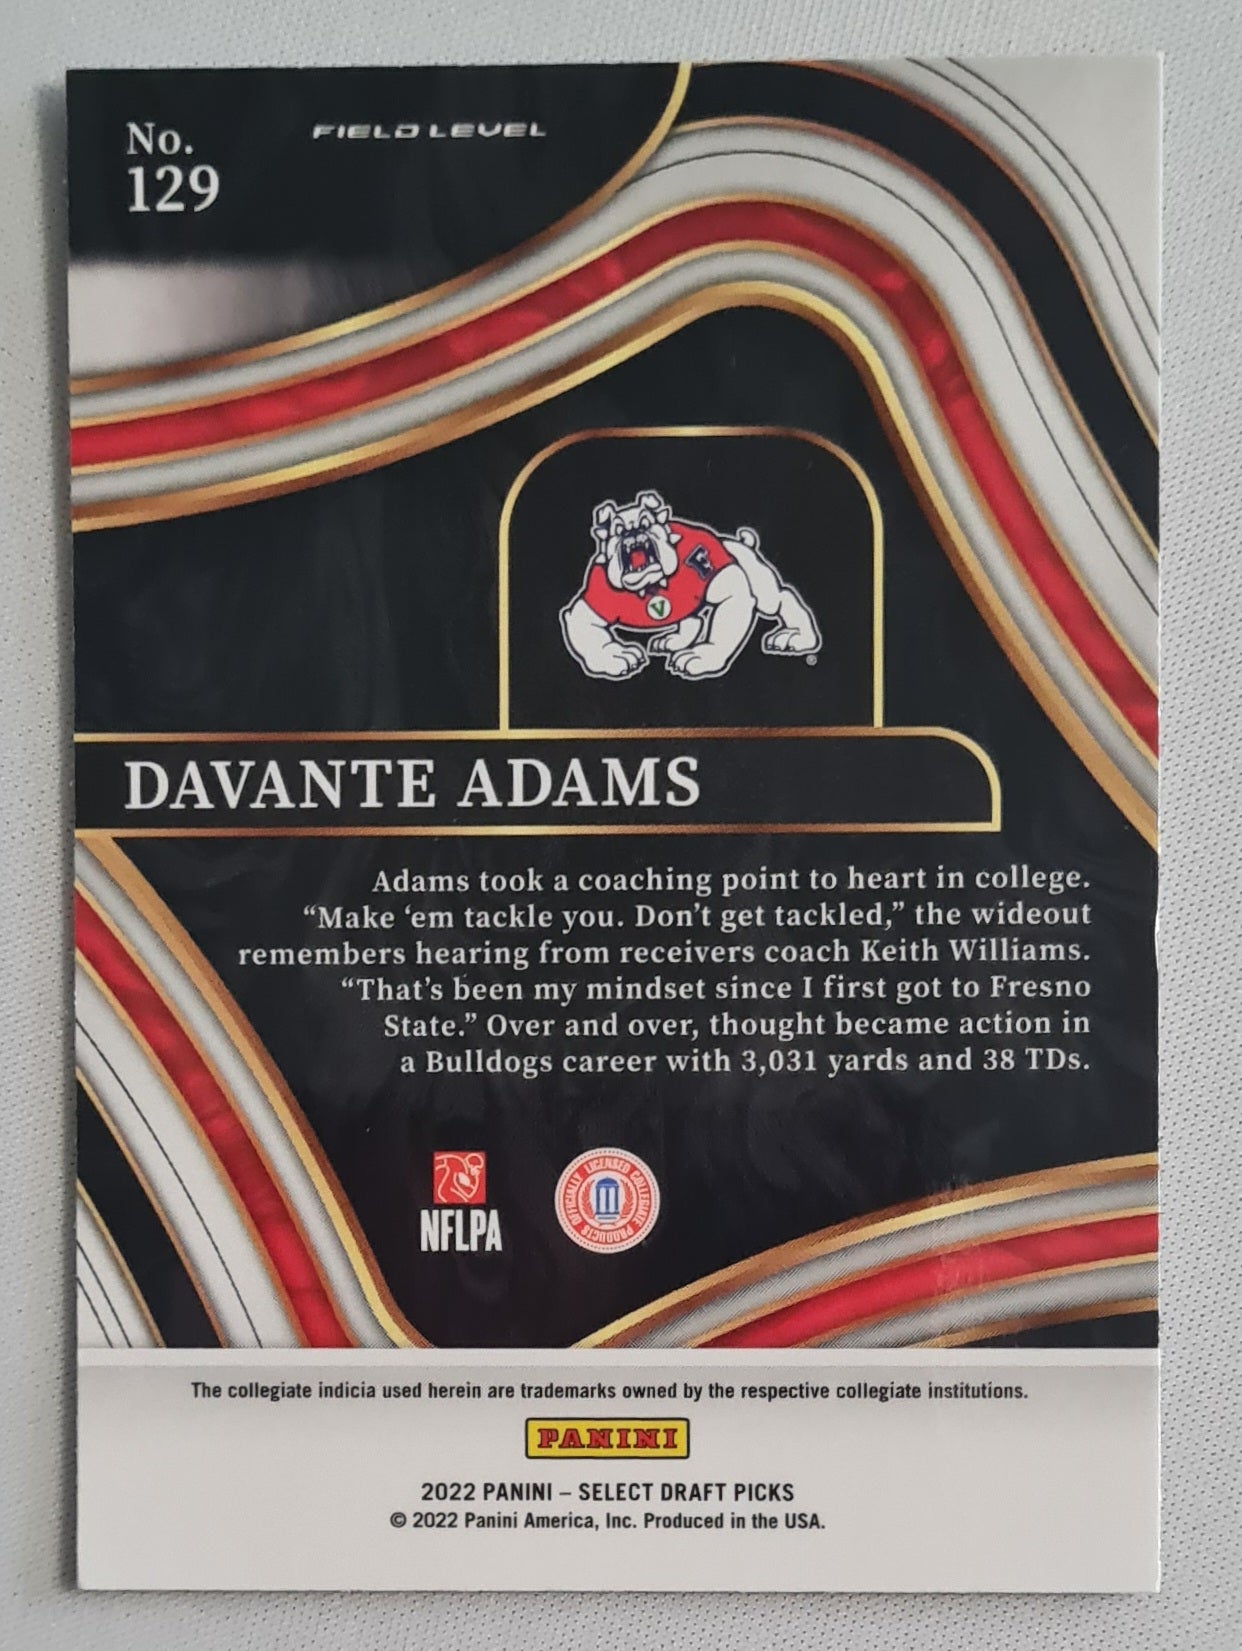 No.
129
FIELD LEVEL
F
V
®
DAVANTE ADAMS
Adams took a coaching point to heart in college.
“Make ‘em tackle you. Don’t get tackled,” the wideout
remembers hearing from receivers coach Keith Williams.
“That’s been my mindset since I first got to Fresno
State.” Over and over, thought became action in
a Bulldogs career with 3,031 yards and 38 TDs.
NFLPA
OFFICIALLY LICENSED COLLEGIATE PRODUCTS
The collegiate indicia used herein are trademarks owned by the respective collegiate institutions.
PANINI
2022 PANINI – SELECT DRAFT PICKS
© 2022 Panini America, Inc. Produced in the USA.